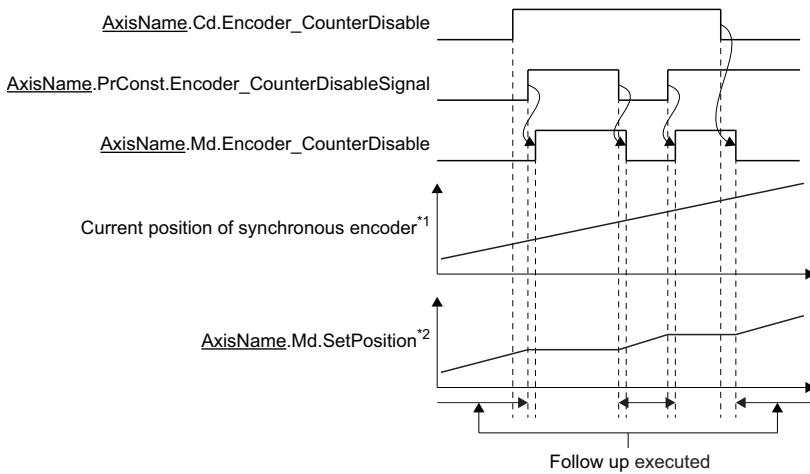 AxisName.Cd.Encoder_CounterDisable
AxisName.PrConst.Encoder_CounterDisableSignal
AxisName.Md.Encoder_CounterDisable
Current position of synchronous encoder*1
AxisName.Md.SetPosition*2
Follow up executed